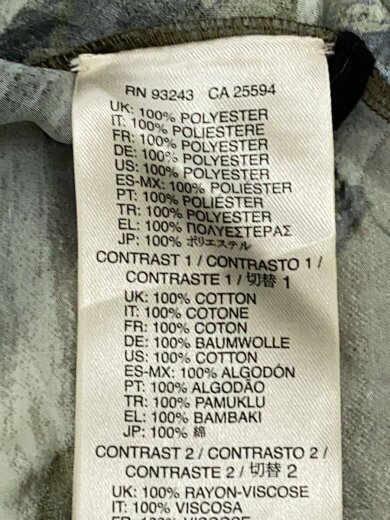 RN 93243 CA 25594
UK: 100% POLYESTER
IT: 100% POLIESTERE
FR: 100% POLYESTER
DE: 100% POLYESTER
US: 100% POLYESTER
ES-MX: 100% POLIÉSTER
PT: 100% POLIÉSTER
TR: 100% POLYESTER
EL: 100% ΠΟΛΥΕΣΤΕΡΑΣ
JP: 100% ポリエステル
CONTRAST 1 / CONTRASTO 1 /
CONTRASTE 1 / 切替 1
UK: 100% COTTON
IT: 100% COTONE
FR: 100% COTON
DE: 100% BAUMWOLLE
US: 100% COTTON
ES-MX: 100% ALGODÓN
PT: 100% ALGODÃO
TR: 100% PAMUKLU
EL: 100% ΒΑΜΒΑΚΙ
JP: 100% 綿
CONTRAST 2 / CONTRASTO 2 /
CONTRASTE 2 / 切替 2
UK: 100% RAYON-VISCOSE
IT: 100% VISCOSA